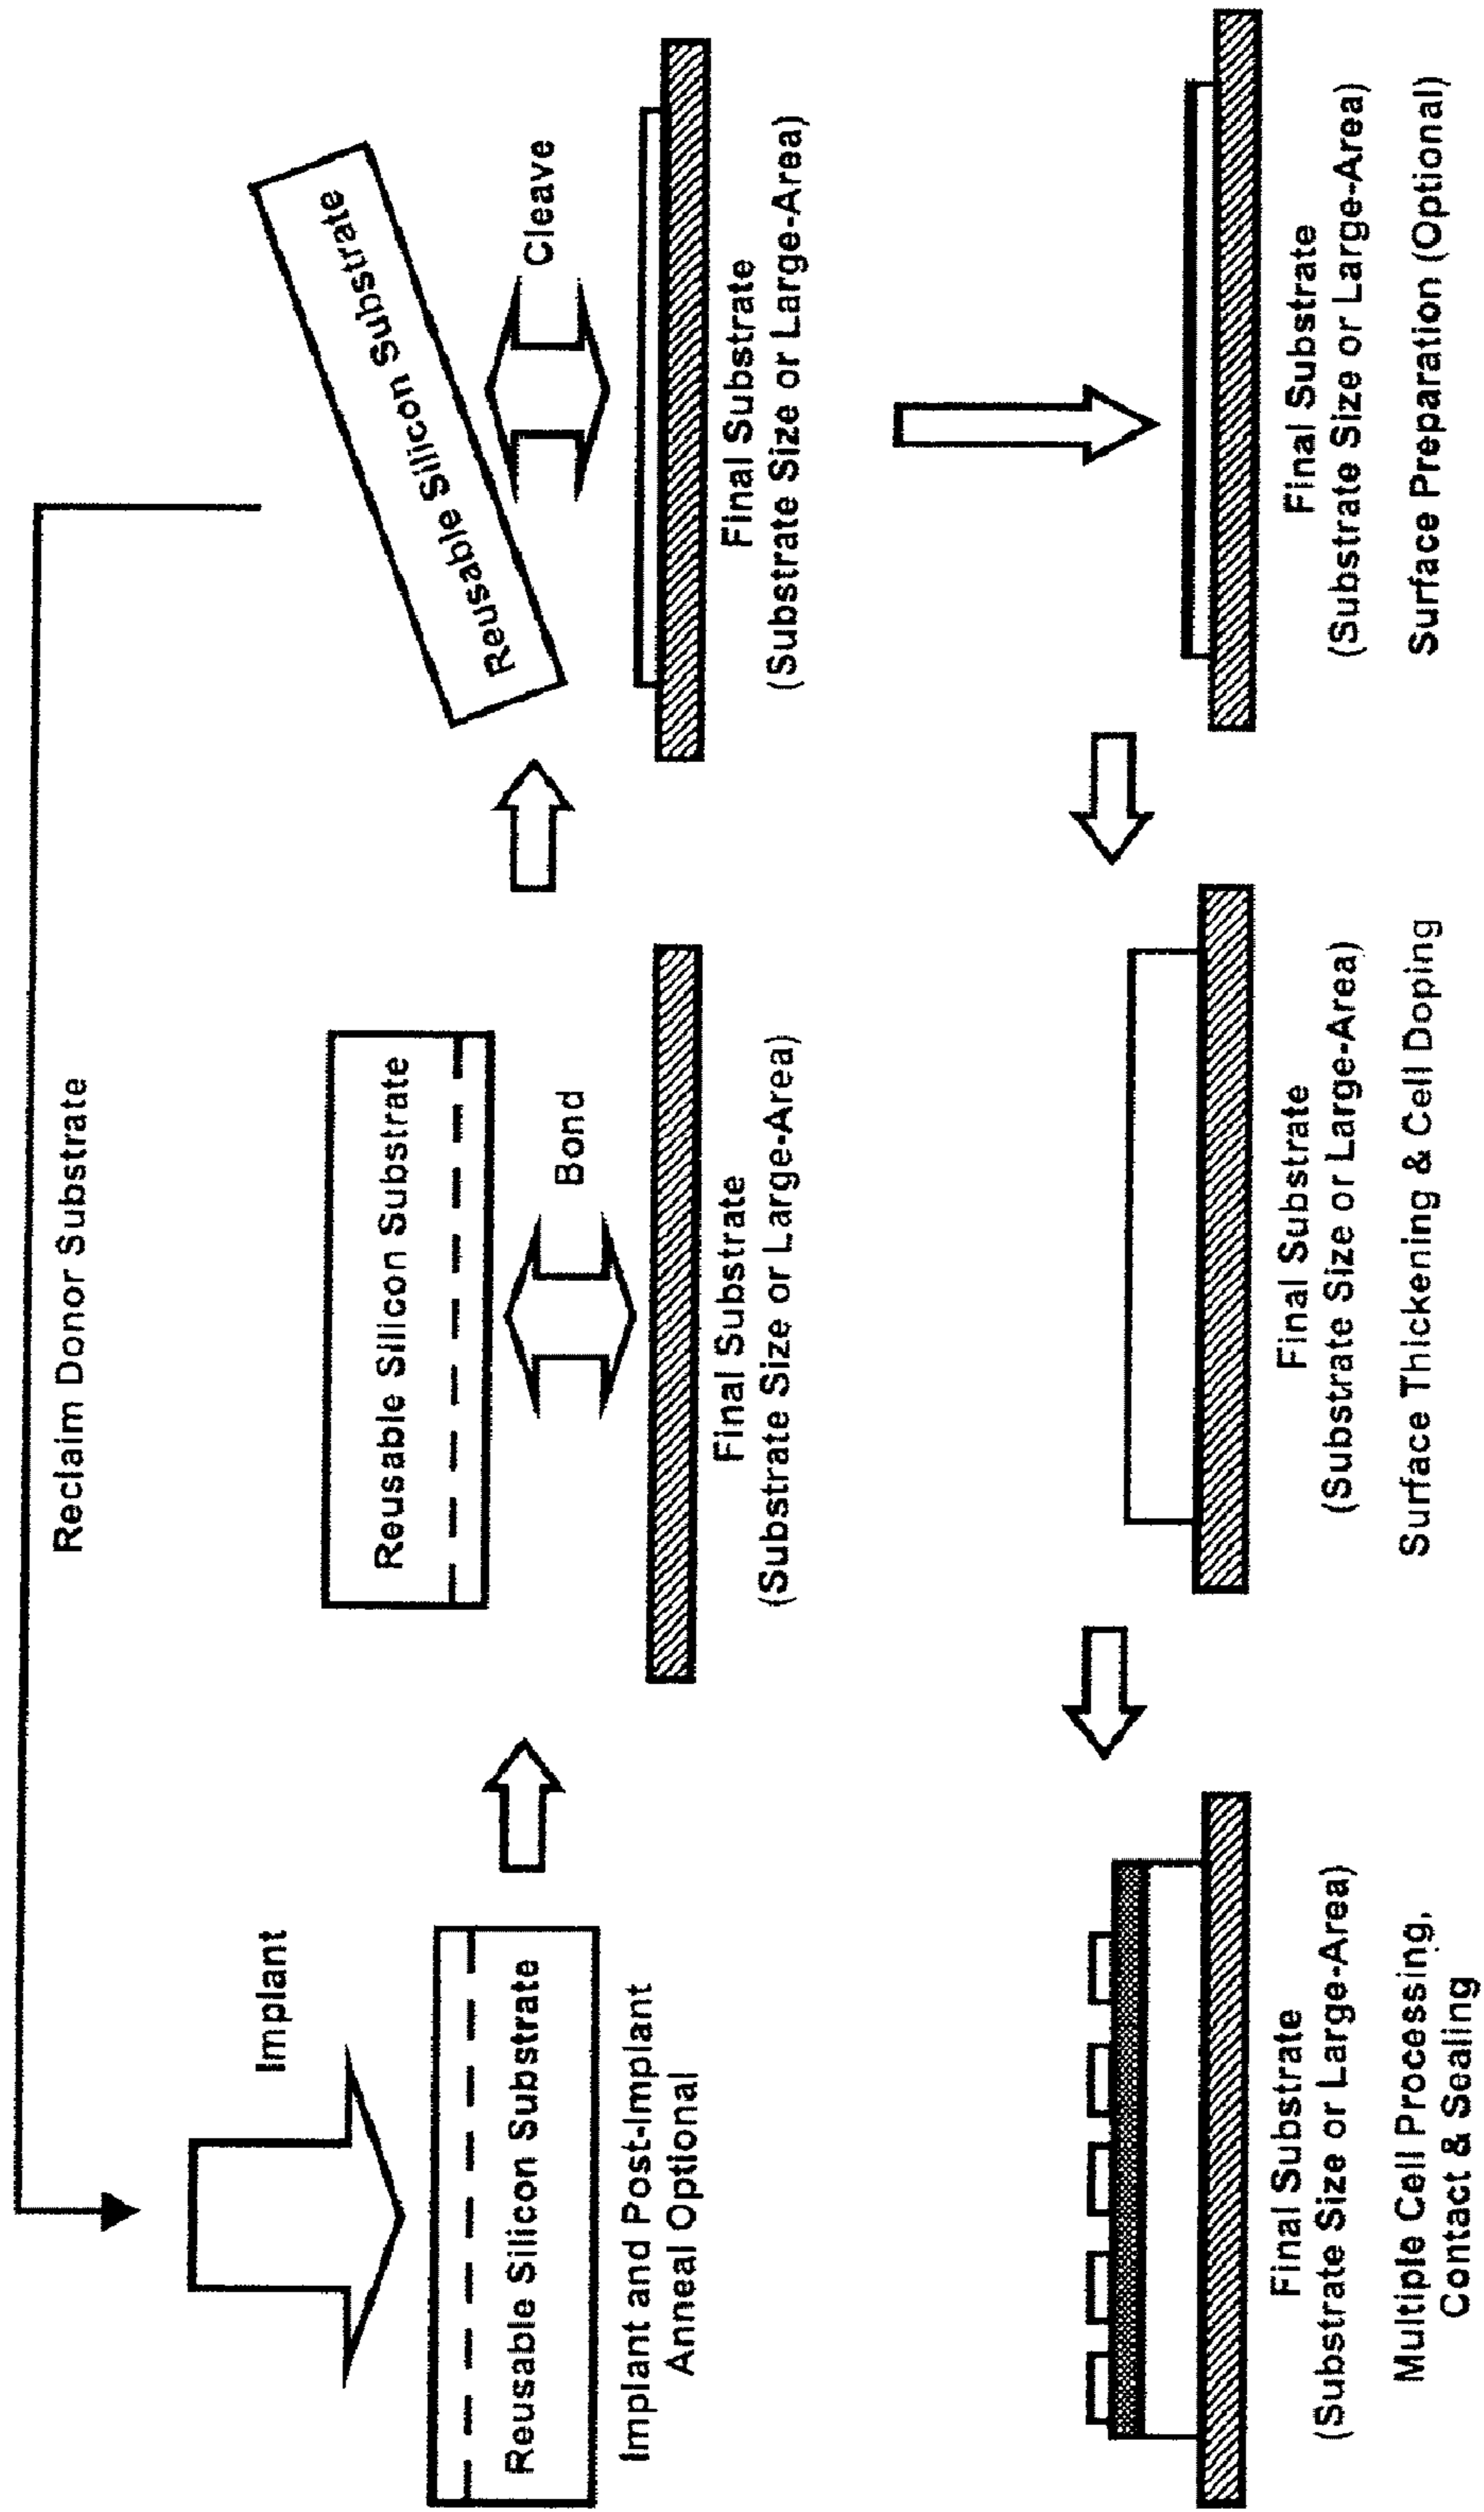 Reclaim Donor Substrate
Implant
Reusable Silicon Substrate
Implant and Post-Implant
Anneal Optional
Reusable Silicon Substrate
Bond
Final Substrate
(Substrate Size or Large-Area)
Reusable Silicon Substrate
Cleave
Final Substrate
(Substrate Size or Large-Area)
Final Substrate
(Substrate Size or Large-Area)
Surface Preparation (Optional)
Final Substrate
(Substrate Size or Large-Area)
Surface Thickening & Cell Doping
Final Substrate
(Substrate Size or Large-Area)
Multiple Cell Processing,
Contact & Sealing